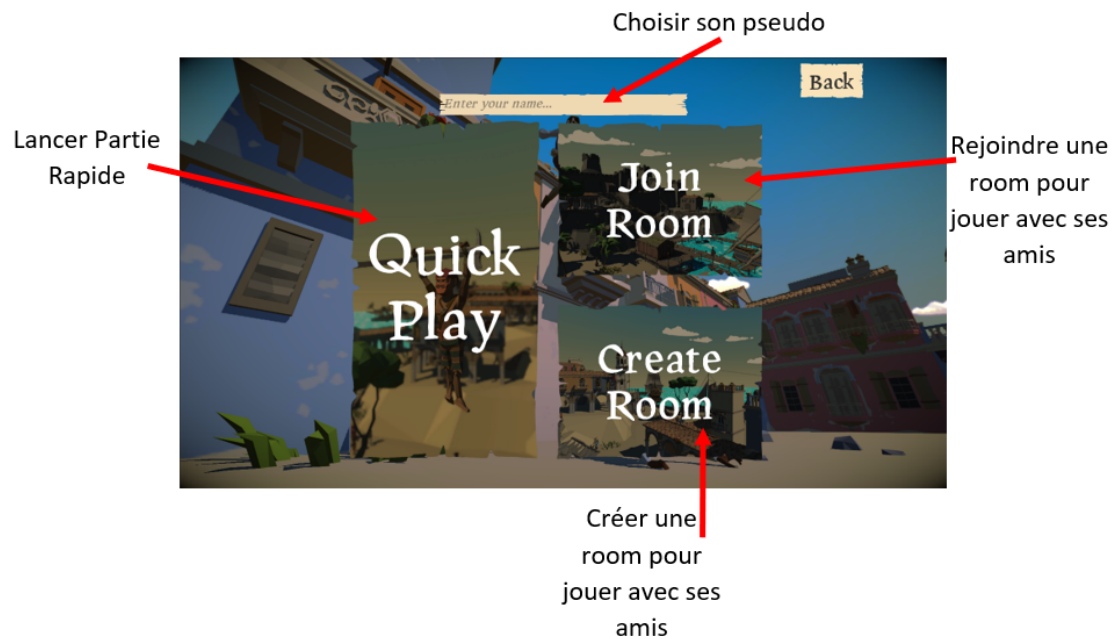 Choisir son pseudo
Back
Enter your name...
Lancer Partie
Rapide
Quick
Play
Join
Room
Rejoindre une
room pour
jouer avec ses
amis
Create
Room
Créer une
room pour
jouer avec ses
amis